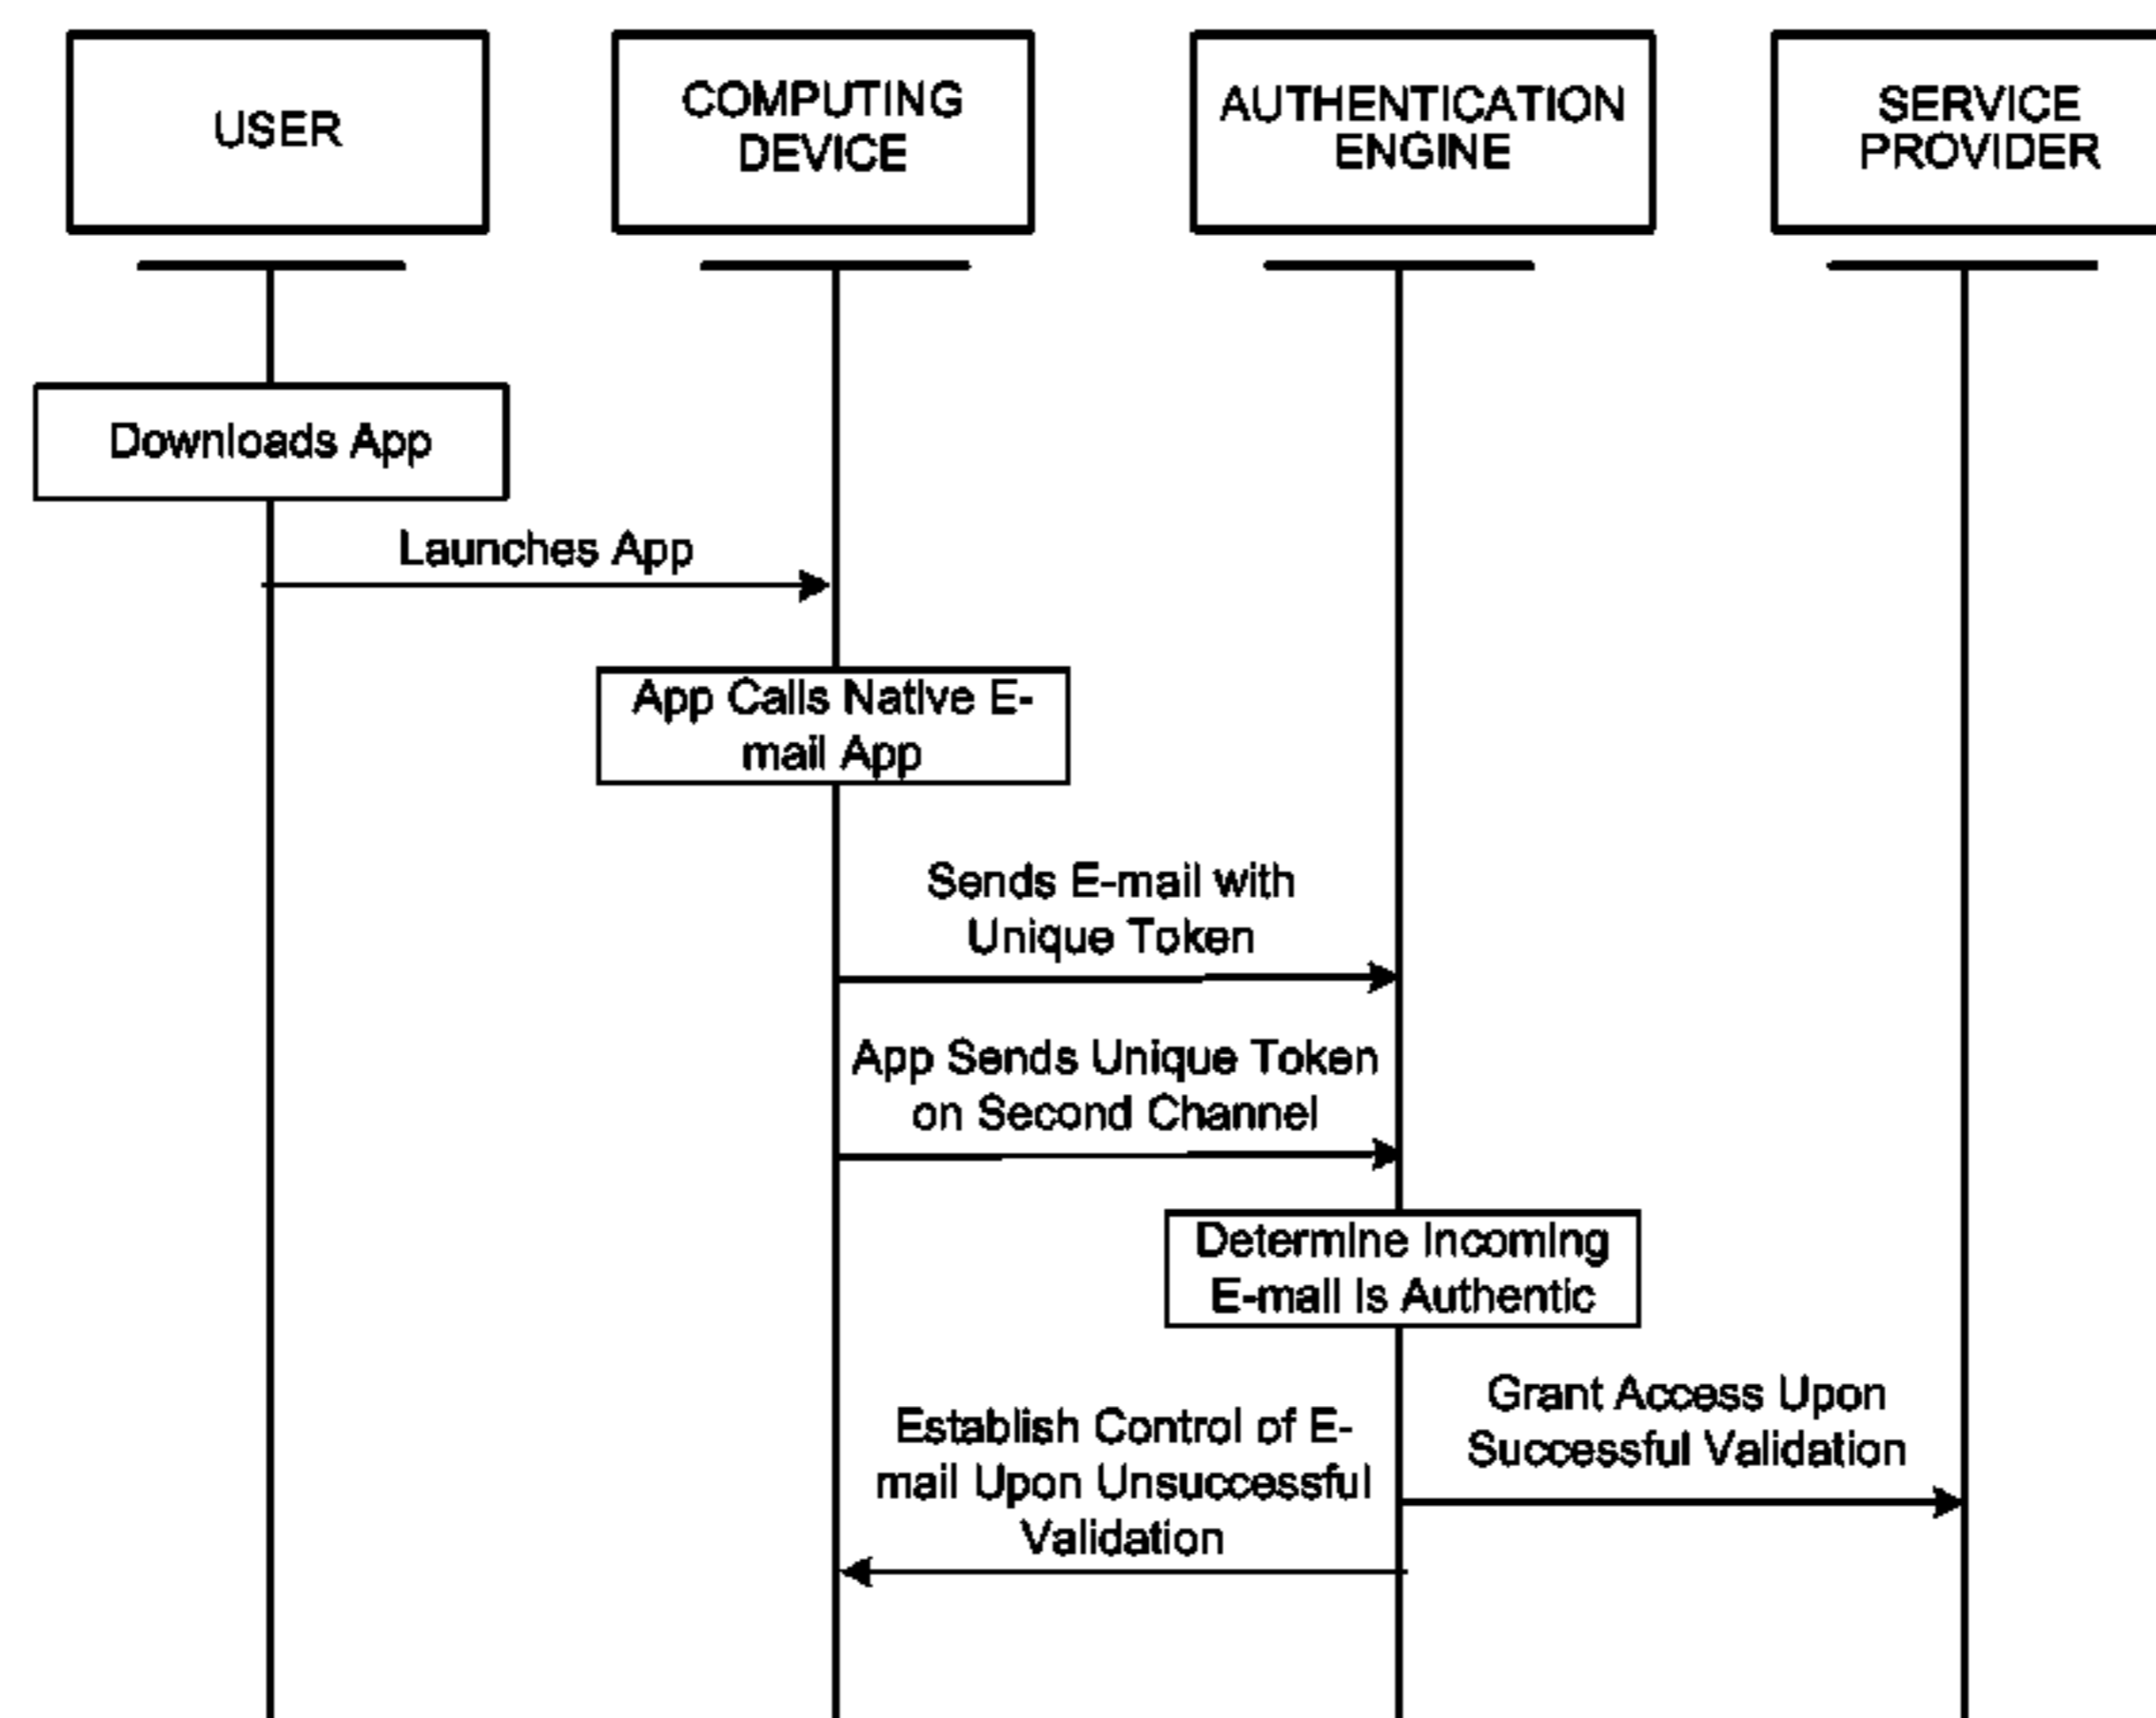 USER
COMPUTING
DEVICE
AUTHENTICATION
ENGINE
SERVICE
PROVIDER
Downloads App
Launches App
App Calls Native E-
mail App
Sends E-mail with
Unique Token
App Sends Unique Token
on Second Channel
Determine Incoming
E-mail Is Authentic
Grant Access Upon
Successful Validation
Establish Control of E-
mail Upon Unsuccessful
Validation